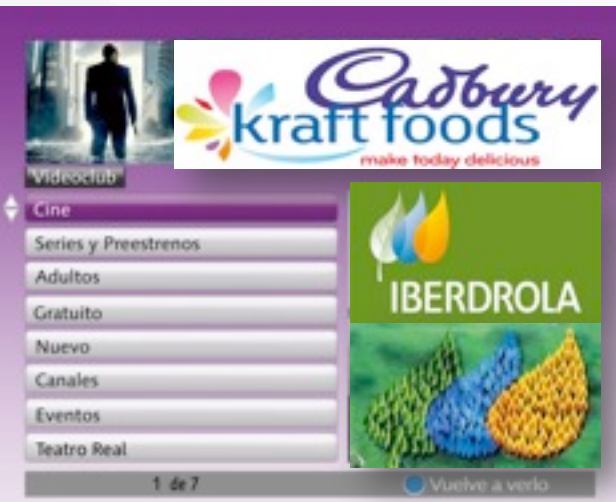 Cadbury
kraft foods
make today delicious
Videoclub
Cine
Series y Preestrenos
Adultos
Gratuito
Nuevo
Canales
Eventos
Teatro Real
IBERDROLA
1 de 7
Vuelve a verlo